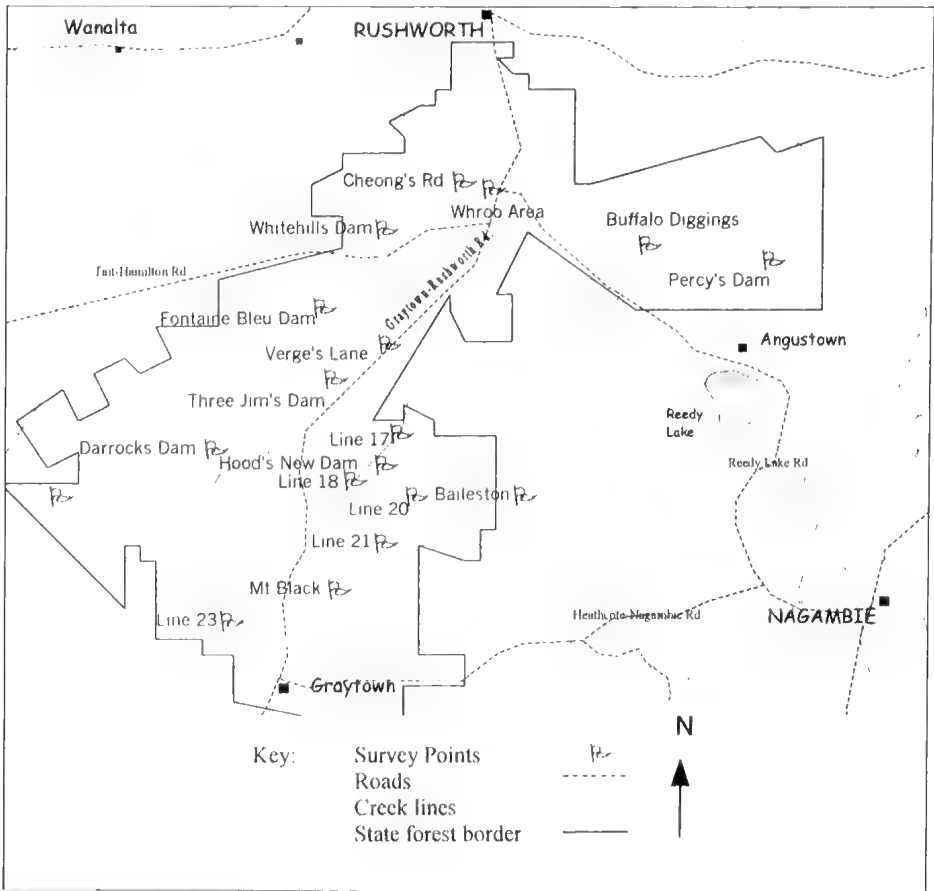 Wanalta
RUSHWORTH
Cheong's Rd
Whroo Area
Whitehills Dam
Buffalo Diggings
Percy's Dam
Graytown-Rushworth Rd
Fontaine Bleu Dam
Verge's Lane
Angustown
Three Jim's Dam
Reedy
Lake
Line 17
Darrocks Dam
Hood's New Dam
Reedy Lake Rd
Line 18
Line 20
Baileston
Line 21
Mt Black
Line 23
Heathcote-Nagambie Rd
NAGAMBIE
Graytown
N
Key:
Survey Points
Roads
Creek lines
State forest border